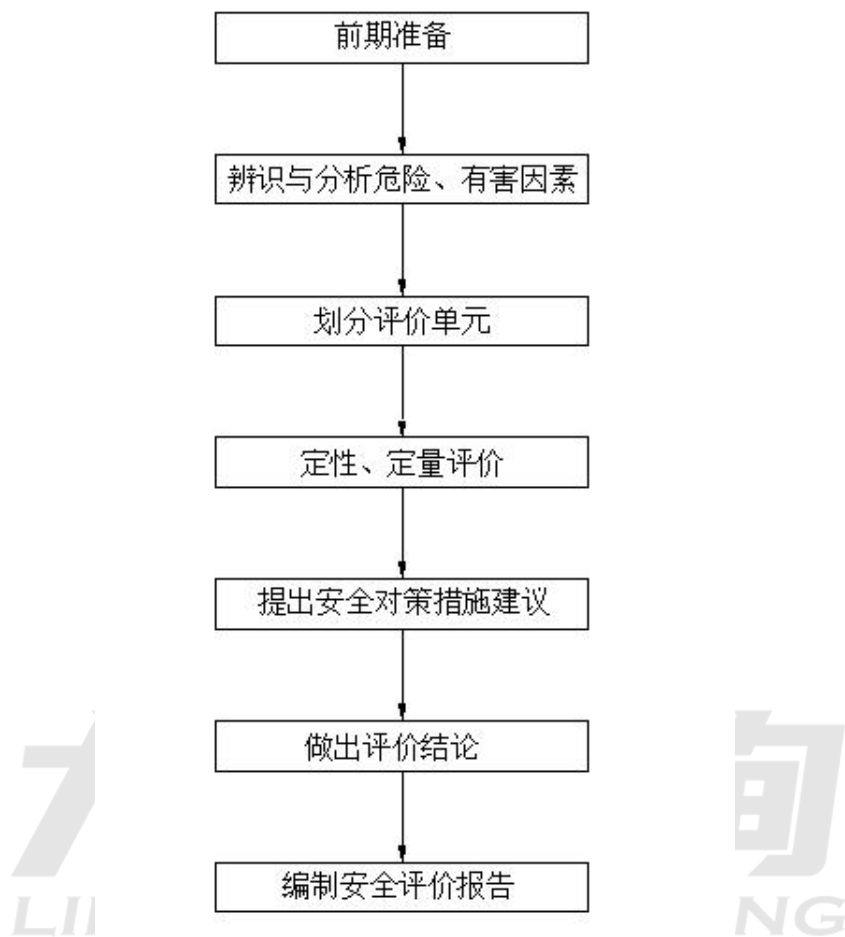 前期准备
辨识与分析危险、有害因素
划分评价单元
定性、定量评价
提出安全对策措施建议
做出评价结论
编制安全评价报告